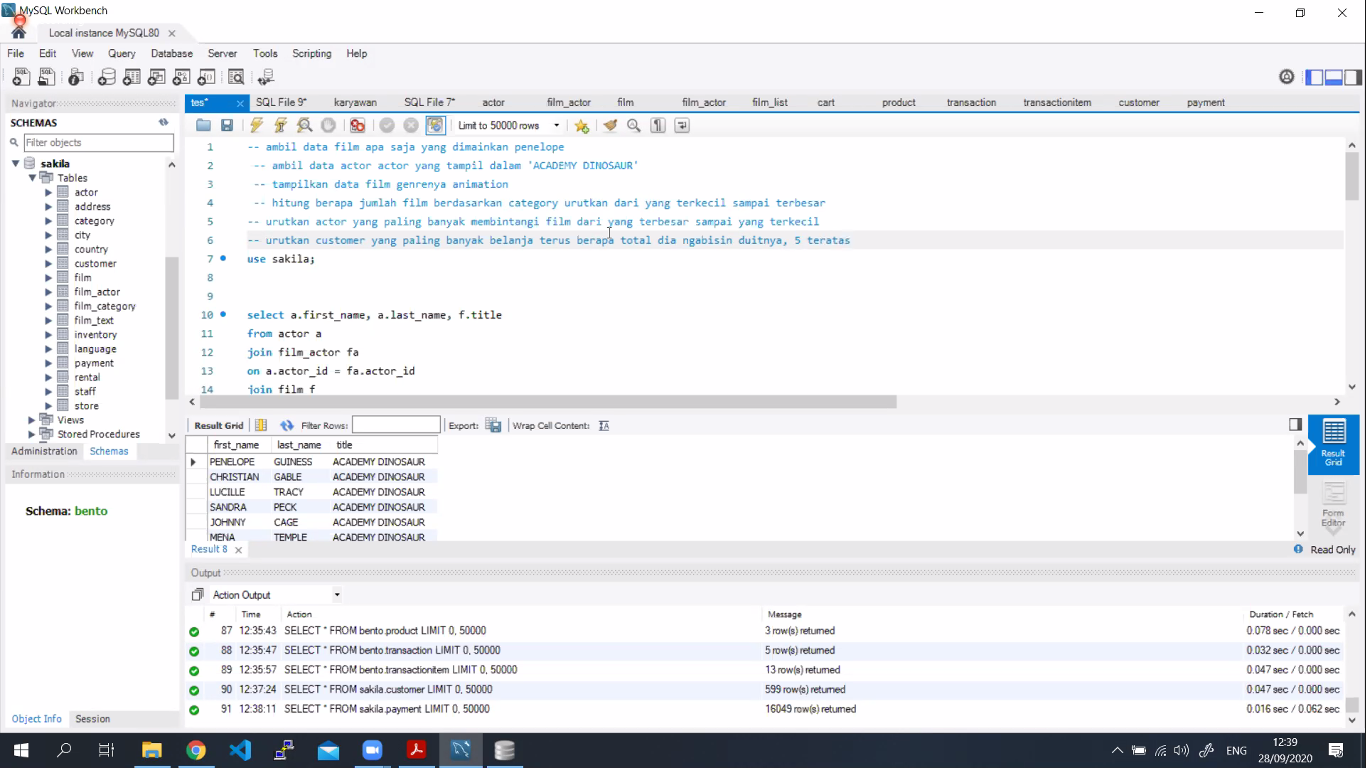 MySQL Workbench
Local instance MySQL80
File Edit View Query Database Server Tools Scripting Help
Navigator
SCHEMAS
Filter objects
sakila
Tables
actor
address
category
city
country
customer
film
film_actor
film_category
film_text
inventory
language
payment
rental
staff
store
Views
Stored Procedures
Administration Schemas
Information
Schema: bento
Object Info Session
tes* SQL File 9* karyawan SQL File 7* actor film_actor film film_actor film_list cart product transaction transactionitem customer payment
Limit to 50000 rows
1 -- ambil data film apa saja yang dimainkan penelope
2 -- ambil data actor actor yang tampil dalam 'ACADEMY DINOSAUR'
3 -- tampilkan data film genrenya animation
4 -- hitung berapa jumlah film berdasarkan category urutkan dari yang terkecil sampai terbesar
5 -- urutkan actor yang paling banyak membintangi film dari yang terbesar sampai yang terkecil
6 -- urutkan customer yang paling banyak belanja terus berapa total dia ngabisin duitnya, 5 teratas
7 use sakila;
8
9
10 select a.first_name, a.last_name, f.title
11 from actor a
12 join film_actor fa
13 on a.actor_id = fa.actor_id
14 join film f
Result Grid Filter Rows: Export: Wrap Cell Content:
first_name last_name title
PENELOPE GUINESS ACADEMY DINOSAUR
CHRISTIAN GABLE ACADEMY DINOSAUR
LUCILLE TRACY ACADEMY DINOSAUR
SANDRA PECK ACADEMY DINOSAUR
JOHNNY CAGE ACADEMY DINOSAUR
MENA TEMPLE ACADEMY DINOSAUR
Result Grid
Form Editor
Result 8
Read Only
Output
Action Output
# Time Action Message Duration / Fetch
87 12:35:43 SELECT * FROM bento.product LIMIT 0, 50000 3 row(s) returned 0.078 sec / 0.000 sec
88 12:35:47 SELECT * FROM bento.transaction LIMIT 0, 50000 5 row(s) returned 0.032 sec / 0.000 sec
89 12:35:57 SELECT * FROM bento.transactionitem LIMIT 0, 50000 13 row(s) returned 0.047 sec / 0.000 sec
90 12:37:24 SELECT * FROM sakila.customer LIMIT 0, 50000 599 row(s) returned 0.047 sec / 0.000 sec
91 12:38:11 SELECT * FROM sakila.payment LIMIT 0, 50000 16049 row(s) returned 0.016 sec / 0.062 sec
ENG
12:39
28/09/2020